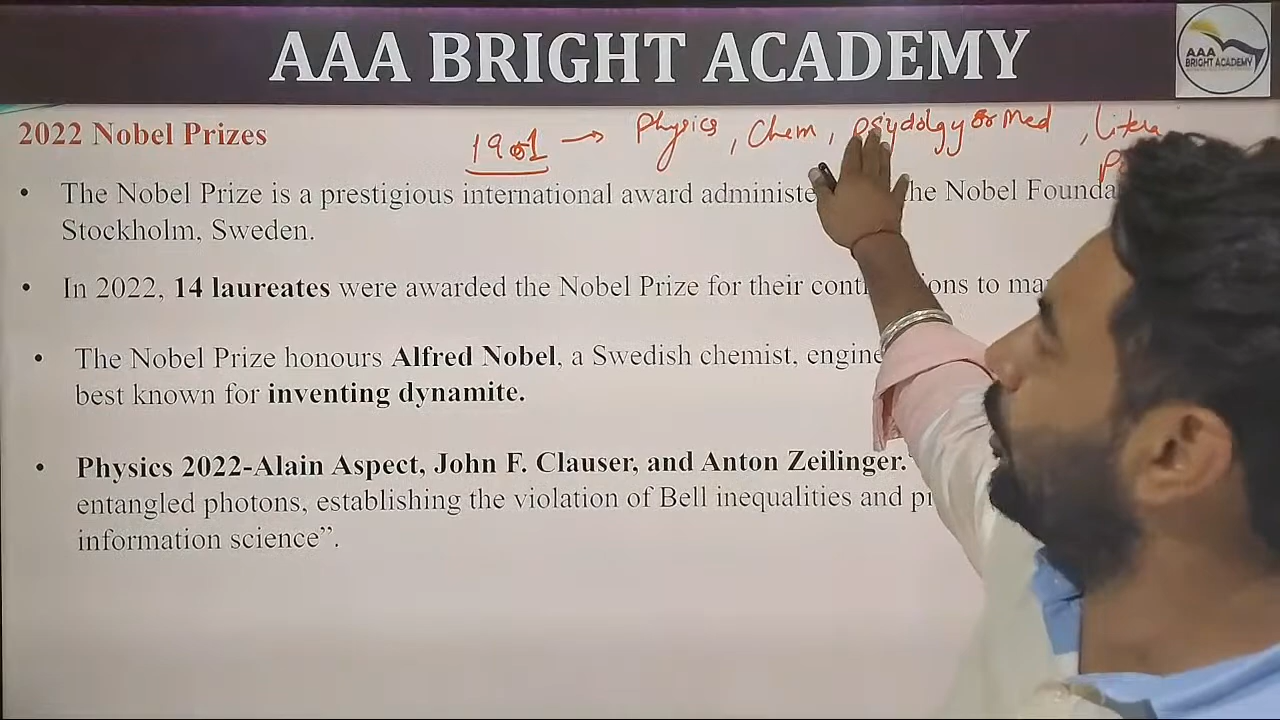 AAA BRIGHT ACADEMY
AAA
BRIGHT ACADEMY
2022 Nobel Prizes
1901 → Physics, Chem, psydolgy or Med, litera
• The Nobel Prize is a prestigious international award administe he Nobel Founda
Stockholm, Sweden.
• In 2022, 14 laureates were awarded the Nobel Prize for their cont ons to ma
• The Nobel Prize honours Alfred Nobel, a Swedish chemist, engine
best known for inventing dynamite.
• Physics 2022-Alain Aspect, John F. Clauser, and Anton Zeilinger.
entangled photons, establishing the violation of Bell inequalities and pi
information science”.